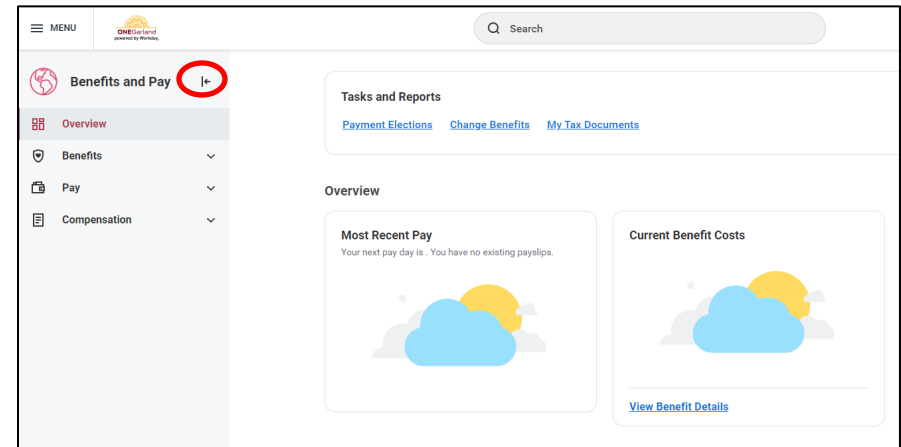 MENU
ONEGarland
powered by Workday.
Search
Benefits and Pay
Overview
Benefits
Pay
Compensation
Tasks and Reports
Payment Elections Change Benefits My Tax Documents
Overview
Most Recent Pay
Your next pay day is . You have no existing payslips.
Current Benefit Costs
View Benefit Details